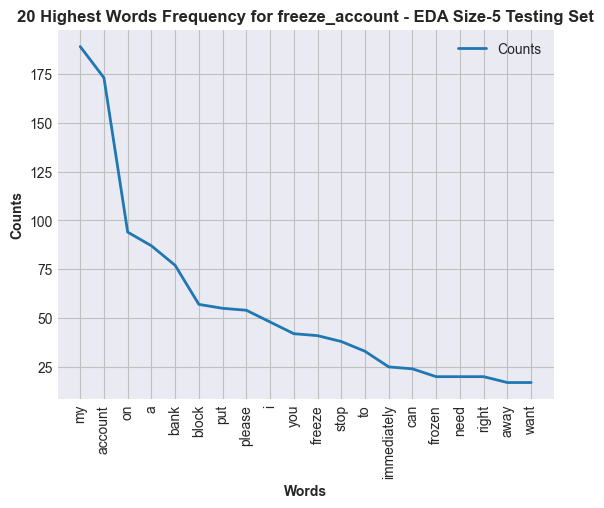 20 Highest Words Frequency for freeze_account - EDA Size-5 Testing Set
Counts
175
150
125
100
75
50
25
Counts
my
account
on
a
bank
block
put
please
i
you
freeze
stop
to
immediately
can
frozen
need
right
away
want
Words